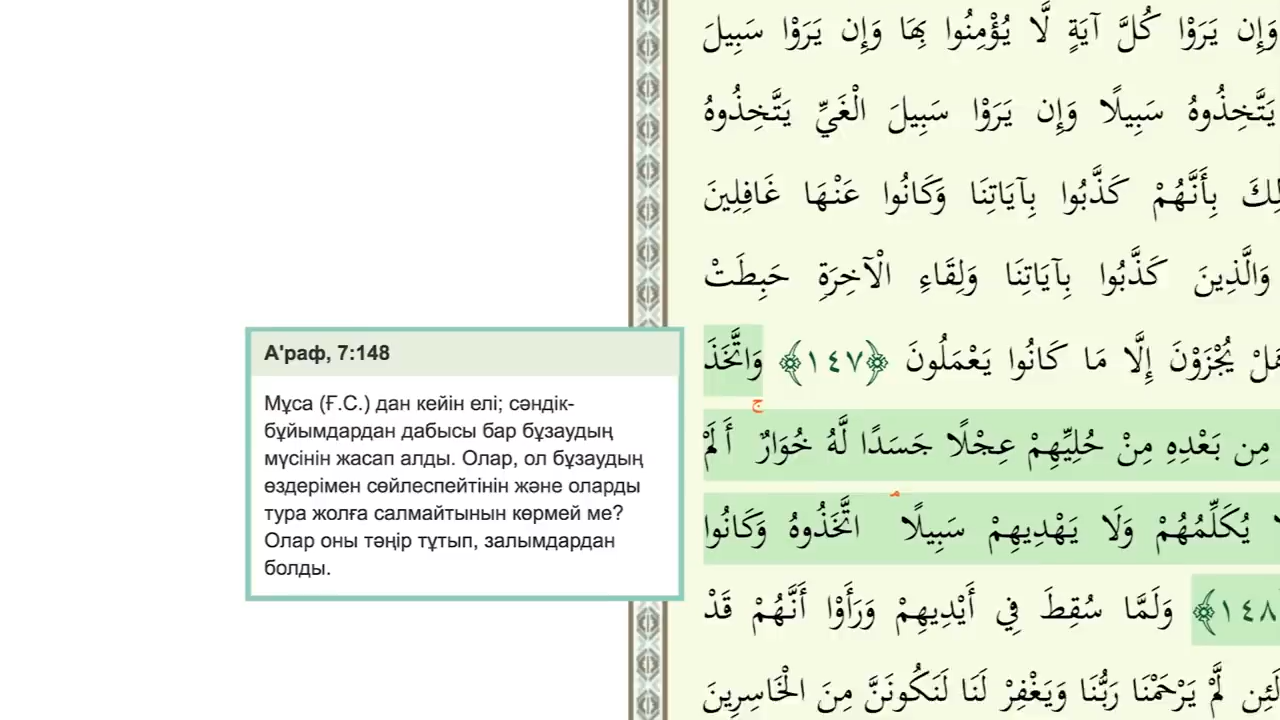 وَإِن يَرَوْا كُلَّ آيَةٍ لَّا يُؤْمِنُوا بِهَا وَإِن يَرَوْا سَبِيلَ
يَتَّخِذُوهُ سَبِيلًا وَإِن يَرَوْا سَبِيلَ الْغَيِّ يَتَّخِذُوهُ
بِأَنَّهُمْ كَذَّبُوا بِآيَاتِنَا وَكَانُوا عَنْهَا غَافِلِينَ
وَالَّذِينَ كَذَّبُوا بِآيَاتِنَا وَلِقَاءِ الْآخِرَةِ حَبِطَتْ
هَلْ يُجْزَوْنَ إِلَّا مَا كَانُوا يَعْمَلُونَ ﴿١٤٧﴾ وَاتَّخَذَ
مِن بَعْدِهِ مِنْ حُلِيِّهِمْ عِجْلًا جَسَدًا لَّهُ خُوَارٌ ۚ أَلَمْ
يُكَلِّمُهُمْ وَلَا يَهْدِيهِمْ سَبِيلًا ۘ اتَّخَذُوهُ وَكَانُوا
١٤٨﴾ وَلَمَّا سُقِطَ فِي أَيْدِيهِمْ وَرَأَوْا أَنَّهُمْ قَدْ
لَئِن لَّمْ يَرْحَمْنَا رَبُّنَا وَيَغْفِرْ لَنَا لَنَكُونَنَّ مِنَ الْخَاسِرِينَ
А'раф, 7:148
Мұса (Ғ.С.) дан кейін елі; сәндік-
бұйымдардан дабысы бар бұзаудың
мүсінін жасап алды. Олар, ол бұзаудың
өздерімен сөйлеспейтінін және оларды
тура жолға салмайтынын көрмей ме?
Олар оны тәңір тұтып, залымдардан
болды.